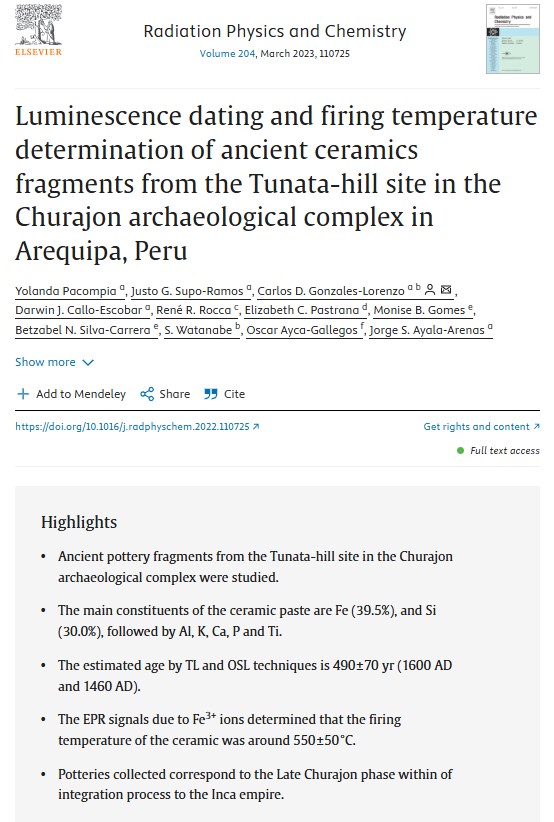 ELSEVIER
Radiation Physics and Chemistry
Volume 204, March 2023, 110725
Luminescence dating and firing temperature
determination of ancient ceramics
fragments from the Tunata-hill site in the
Churajon archaeological complex in
Arequipa, Peru
Yolanda Pacompia a, Justo G. Supo-Ramos a, Carlos D. Gonzales-Lorenzo a b,
Darwin J. Callo-Escobar a, René R. Rocca c, Elizabeth C. Pastrana d, Monise B. Gomes e,
Betzabel N. Silva-Carrera e, S. Watanabe b, Oscar Ayca-Gallegos f, Jorge S. Ayala-Arenas a
Show more
Add to Mendeley Share Cite
https://doi.org/10.1016/j.radphyschem.2022.110725 ↗ Get rights and content ↗
Full text access
Highlights
• Ancient pottery fragments from the Tunata-hill site in the Churajon
archaeological complex were studied.
• The main constituents of the ceramic paste are Fe (39.5%), and Si
(30.0%), followed by Al, K, Ca, P and Ti.
• The estimated age by TL and OSL techniques is 490±70 yr (1600 AD
and 1460 AD).
• The EPR signals due to Fe³⁺ ions determined that the firing
temperature of the ceramic was around 550±50°C.
• Potteries collected correspond to the Late Churajon phase within of
integration process to the Inca empire.